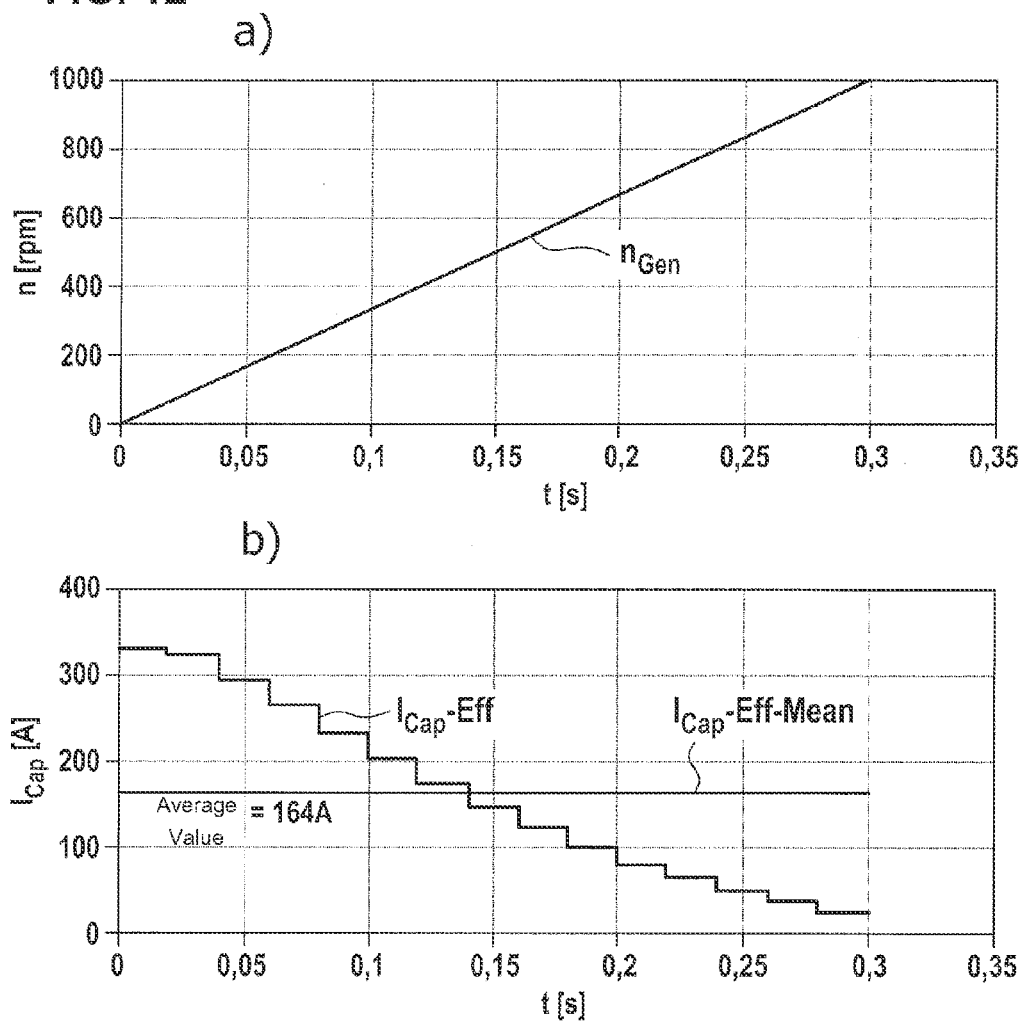 a)
1000
800
600
400
200
0
n [rpm]
n_Gen
0 0,05 0,1 0,15 0,2 0,25 0,3 0,35
t [s]
b)
400
300
200
100
0
I_Cap [A]
I_Cap-Eff
I_Cap-Eff-Mean
Average
Value = 164A
0 0,05 0,1 0,15 0,2 0,25 0,3 0,35
t [s]